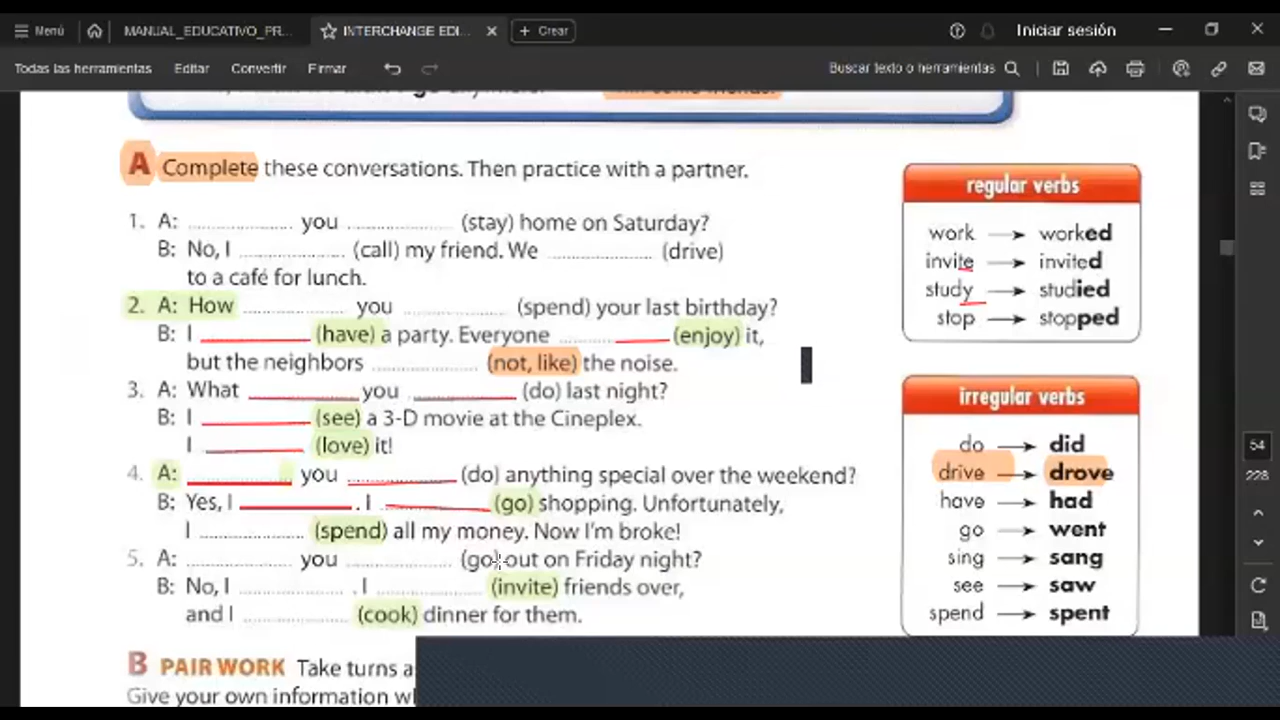 Menú MANUAL_EDUCATIVO_PR... INTERCHANGE EDI... Crear Iniciar sesión
Todas las herramientas Editar Convertir Firmar Buscar texto o herramientas
A Complete these conversations. Then practice with a partner.
1. A: .................... you .................... (stay) home on Saturday?
B: No, I .................... (call) my friend. We .................... (drive)
to a café for lunch.
2. A: How .................... you .................... (spend) your last birthday?
B: I .................... (have) a party. Everyone .................... (enjoy) it,
but the neighbors .................... (not, like) the noise.
3. A: What .................... you .................... (do) last night?
B: I .................... (see) a 3-D movie at the Cineplex.
I .................... (love) it!
4. A: .................... you .................... (do) anything special over the weekend?
B: Yes, I .................... . I .................... (go) shopping. Unfortunately,
I .................... (spend) all my money. Now I'm broke!
5. A: .................... you .................... (go) out on Friday night?
B: No, I .................... . I .................... (invite) friends over,
and I .................... (cook) dinner for them.
B PAIR WORK Take turns
Give your own information
regular verbs
work → worked
invite → invited
study → studied
stop → stopped
irregular verbs
do → did
drive → drove
have → had
go → went
sing → sang
see → saw
spend → spent
54
228